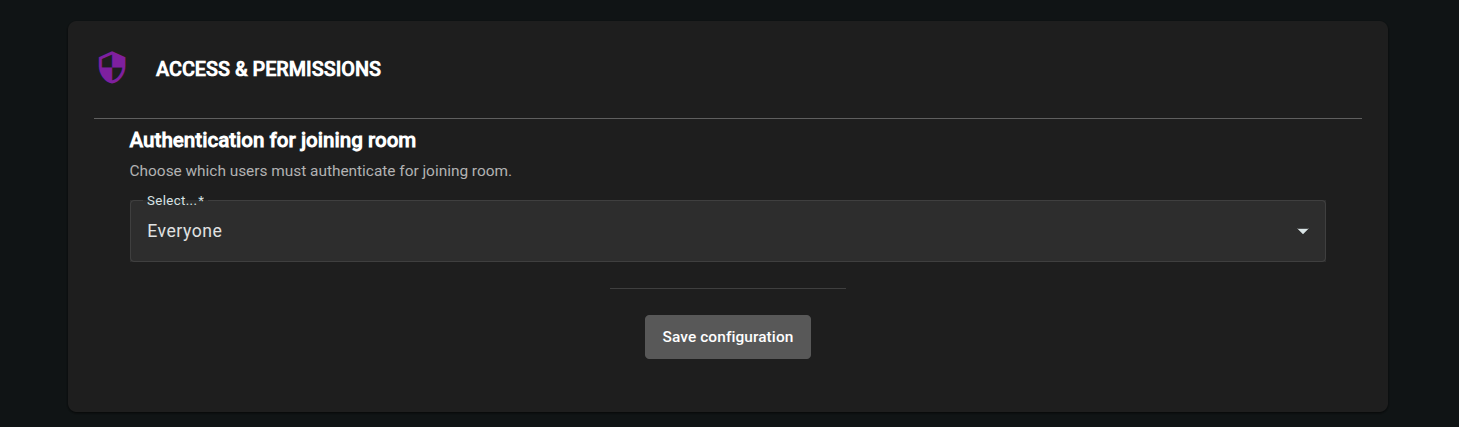 ACCESS & PERMISSIONS
Authentication for joining room
Choose which users must authenticate for joining room.
Select...*
Everyone
Save configuration